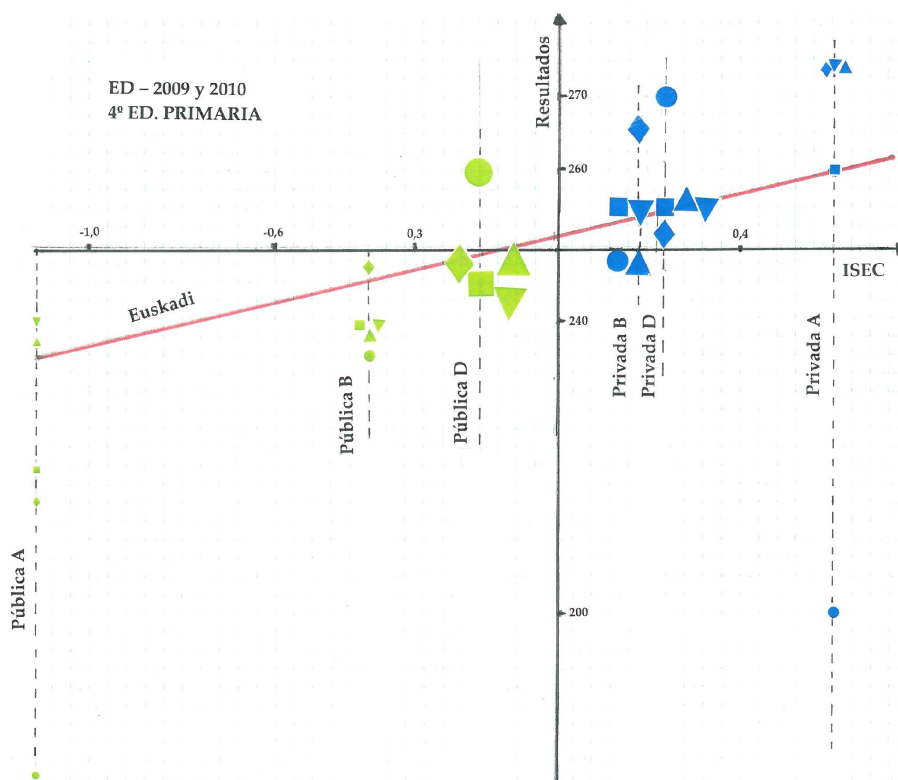 ED – 2009 y 2010
4º ED. PRIMARIA
Resultados
270
260
-1,0
-0,6
0,3
0,4
ISEC
Euskadi
240
200
Pública A
Pública B
Pública D
Privada B
Privada D
Privada A